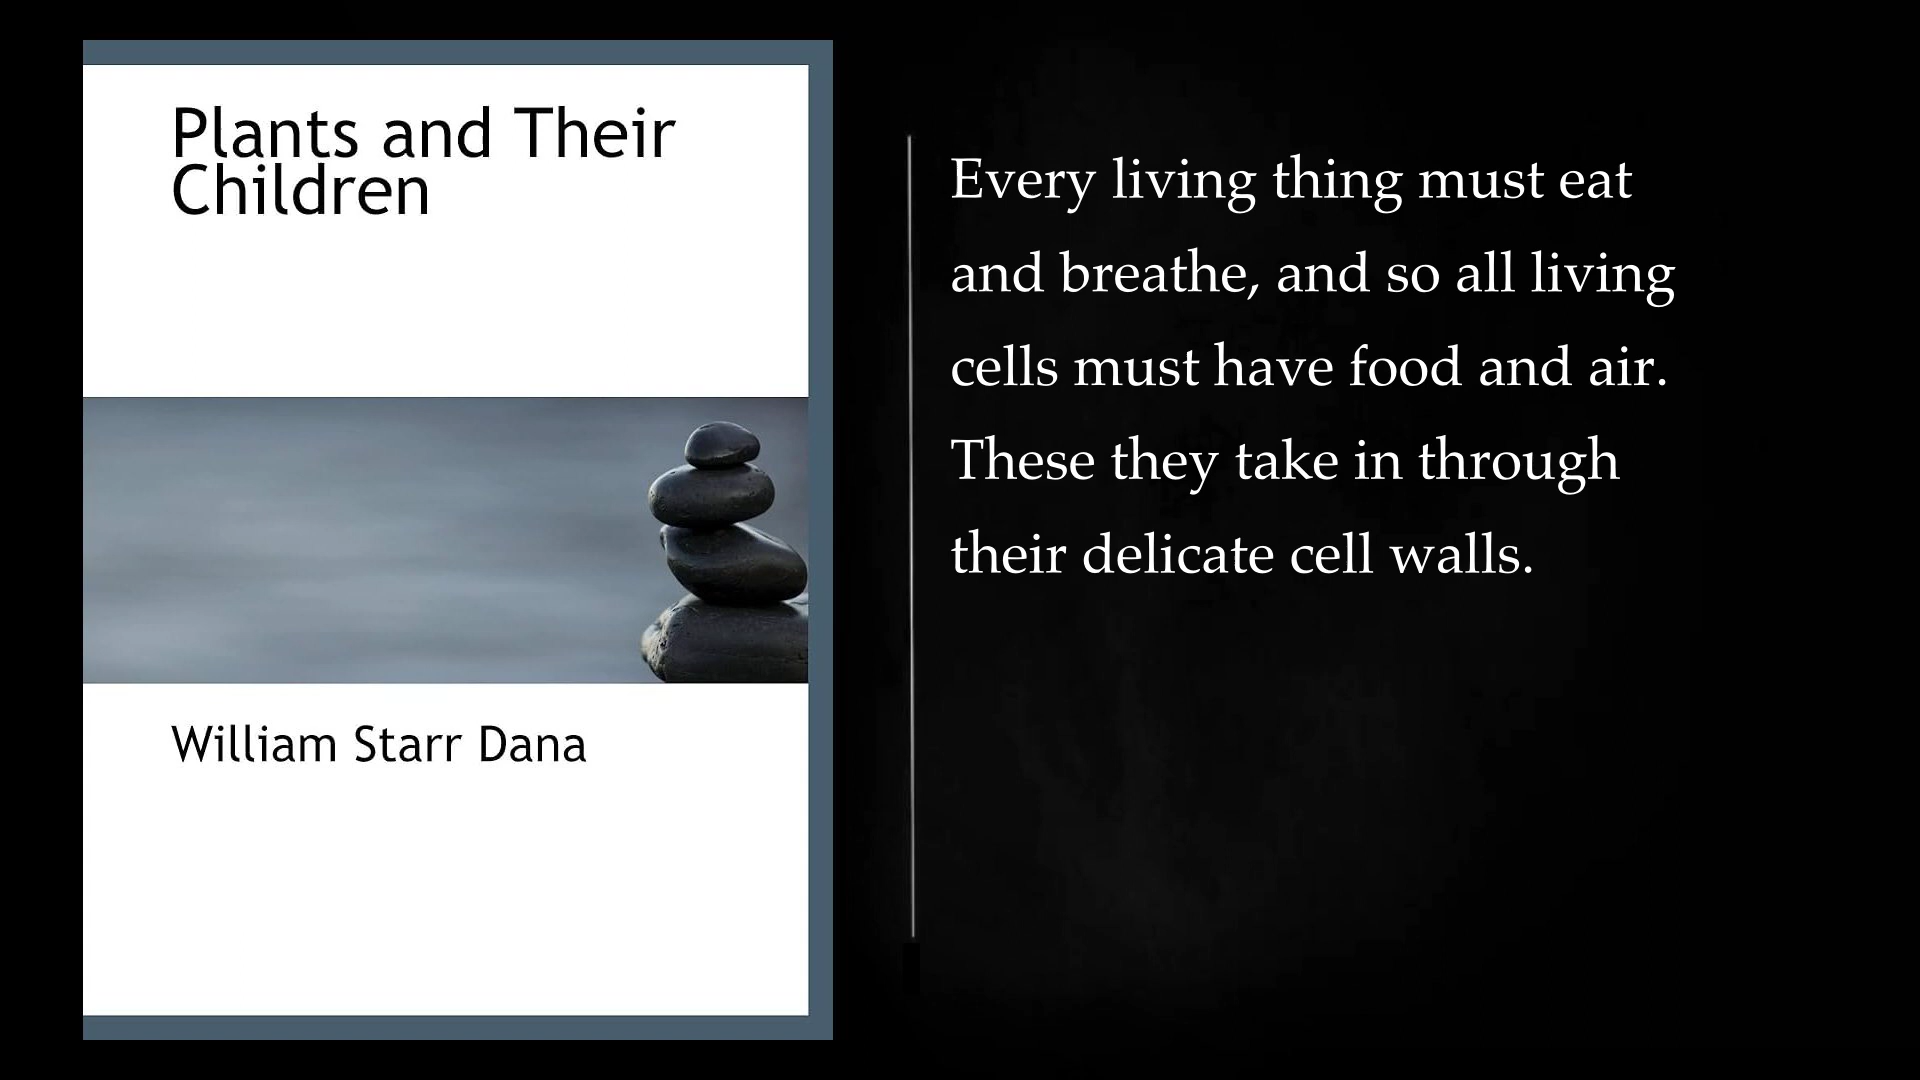 Plants and Their
Children
William Starr Dana
Every living thing must eat
and breathe, and so all living
cells must have food and air.
These they take in through
their delicate cell walls.